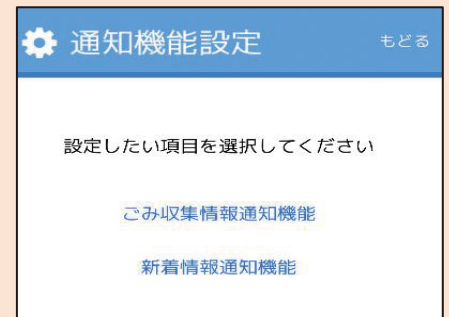 通知機能設定 もどる
設定したい項目を選択してください
ごみ収集情報通知機能
新着情報通知機能